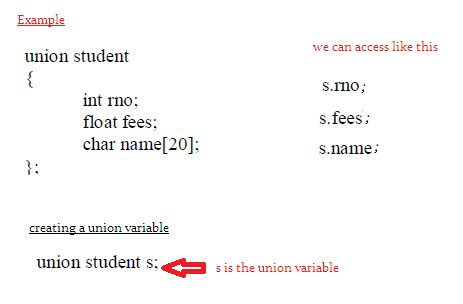 Example
union student
{
int rno;
float fees;
char name[20];
};
we can access like this
s.rno;
s.fees;
s.name;
creating a union variable
union student s;
s is the union variable